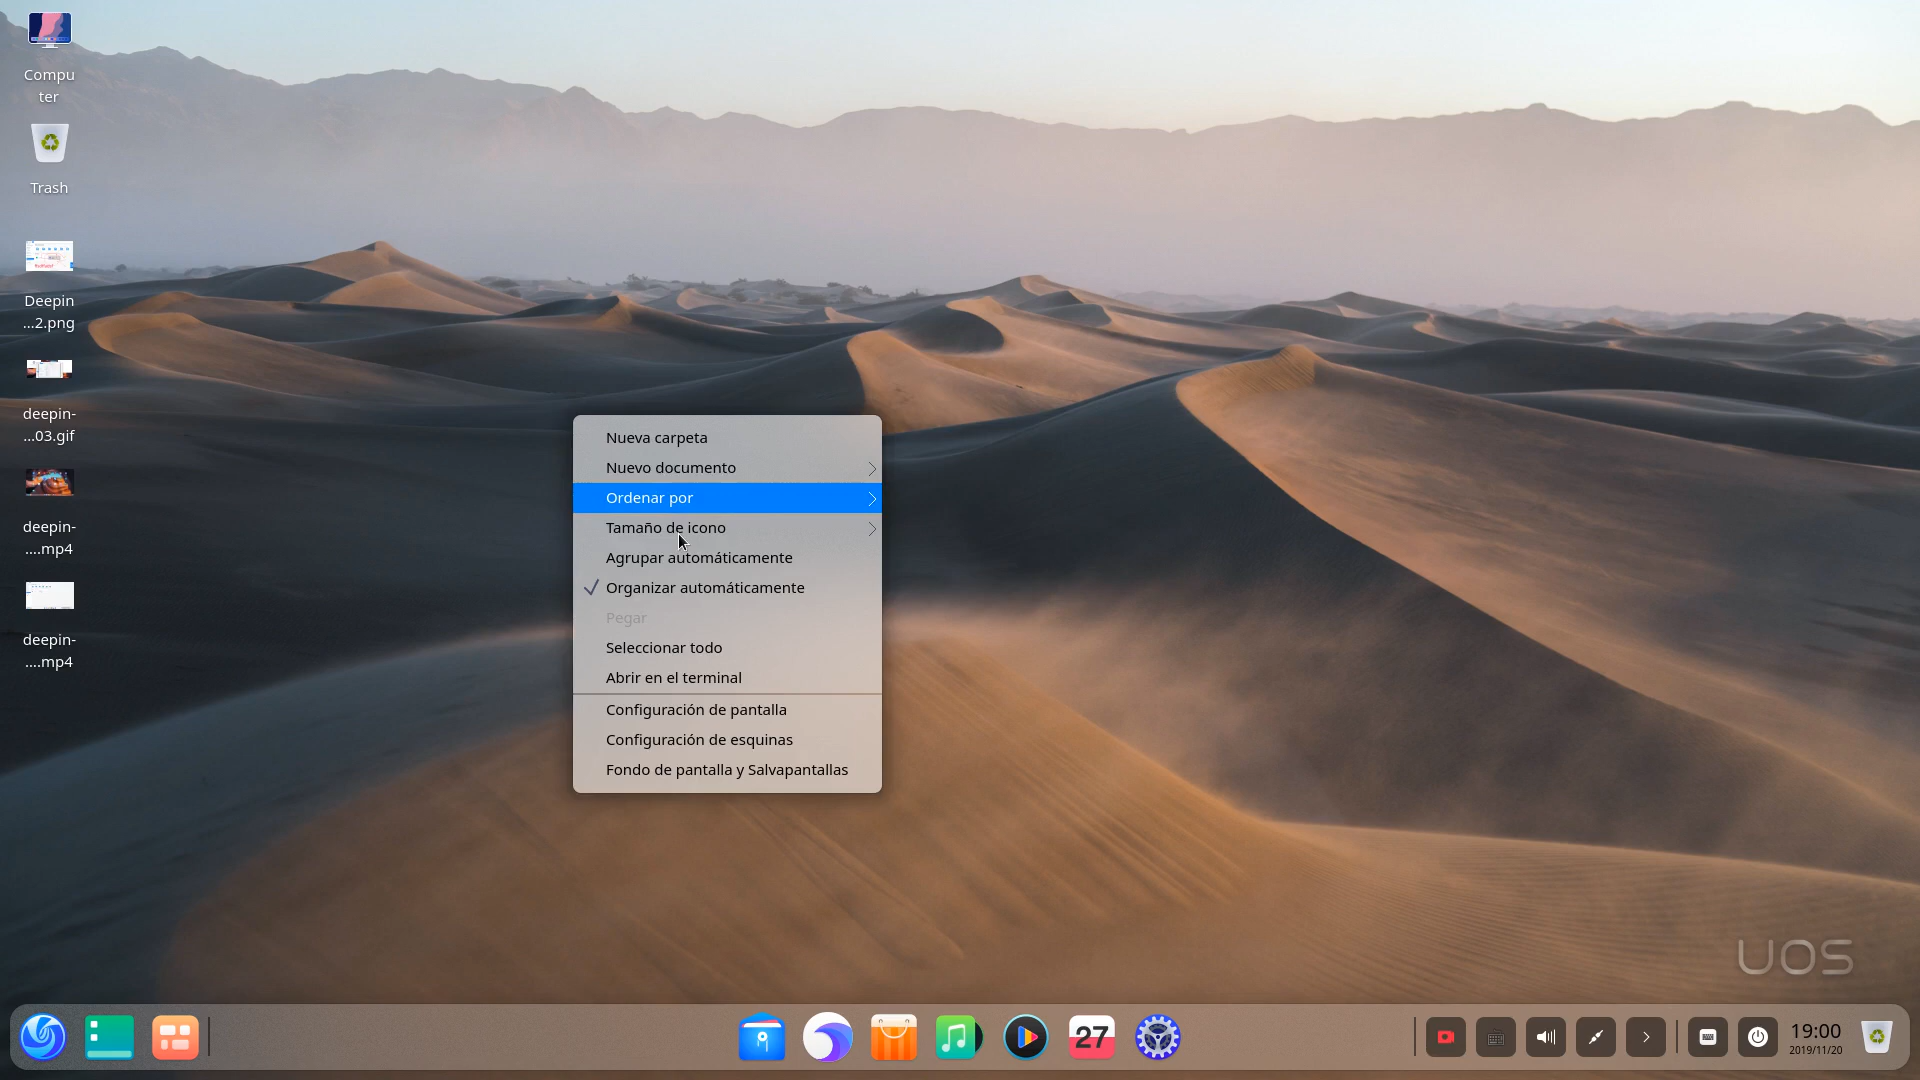 Compu
ter
Trash
Deepin
...2.png
deepin-
...03.gif
deepin-
....mp4
deepin-
....mp4
Nueva carpeta
Nuevo documento
Ordenar por
Tamaño de icono
Agrupar automáticamente
Organizar automáticamente
Pegar
Seleccionar todo
Abrir en el terminal
Configuración de pantalla
Configuración de esquinas
Fondo de pantalla y Salvapantallas
UOS
27
19:00
2019/11/20